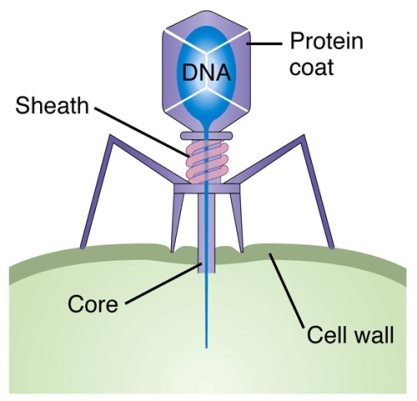 Protein
coat
DNA
Sheath
Core
Cell wall